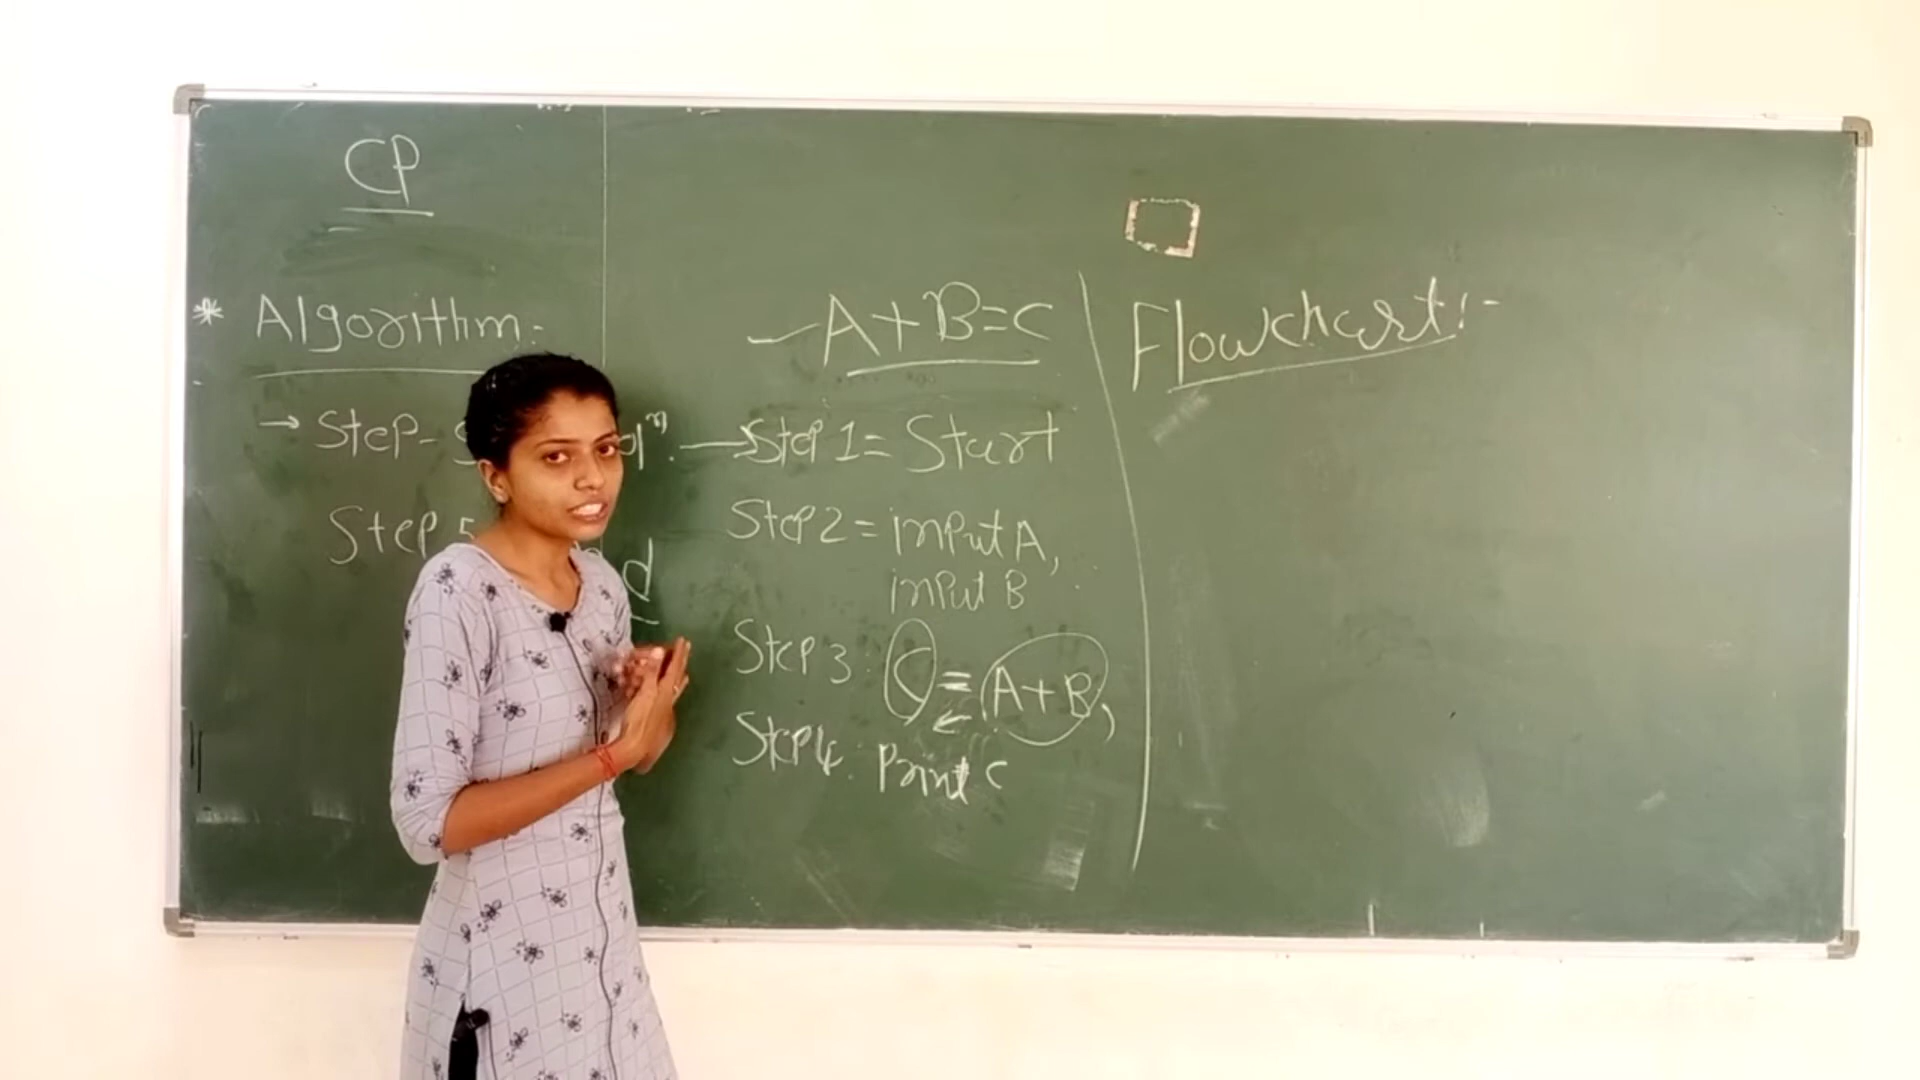 CP
* Algorithm:-
→ Step-
Step 5
d
A+B=C
Step 1 = Start
Step 2 = input A,
input B
Step 3 : C = A+B,
Step 4. Print C
Flowchart:-